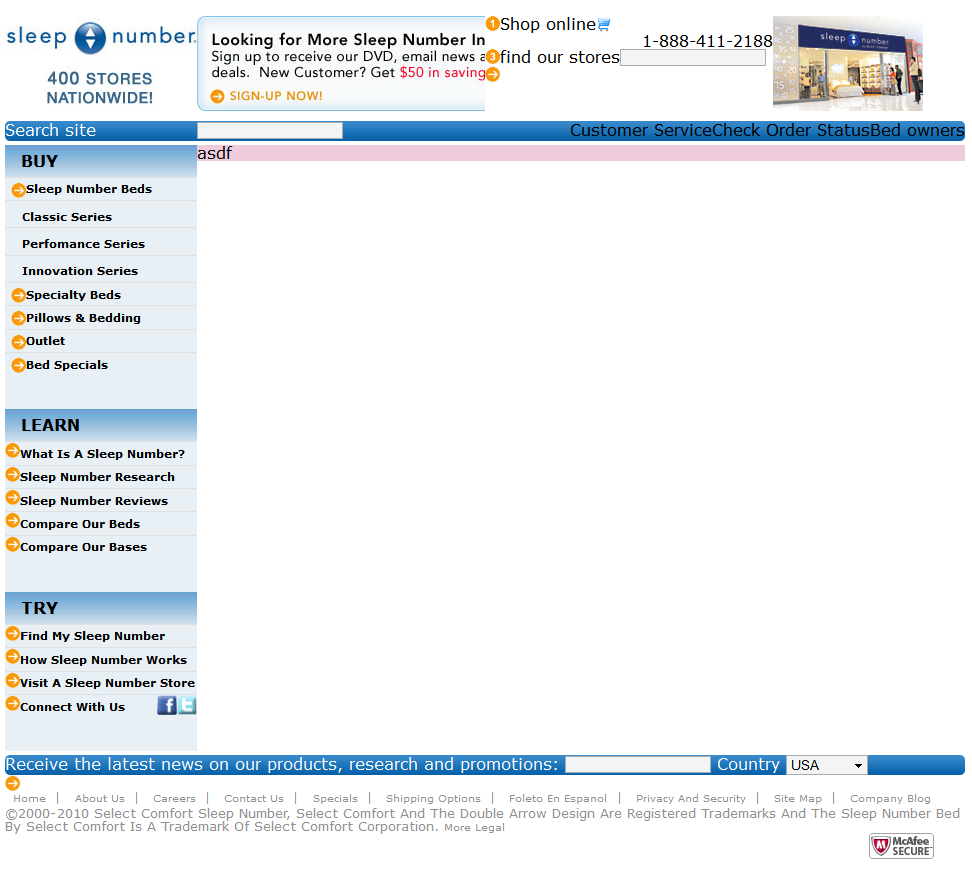 sleep number.
400 STORES
NATIONWIDE!
Looking for More Sleep Number In
Sign up to receive our DVD, email news a
deals. New Customer? Get $50 in saving
SIGN-UP NOW!
1 Shop online
1-888-411-2188
3 find our stores
sleep number
Search site
Customer ServiceCheck Order StatusBed owners
BUY
asdf
Sleep Number Beds
Classic Series
Perfomance Series
Innovation Series
Specialty Beds
Pillows & Bedding
Outlet
Bed Specials
LEARN
What Is A Sleep Number?
Sleep Number Research
Sleep Number Reviews
Compare Our Beds
Compare Our Bases
TRY
Find My Sleep Number
How Sleep Number Works
Visit A Sleep Number Store
Connect With Us f t
Receive the latest news on our products, research and promotions: Country USA
Home | About Us | Careers | Contact Us | Specials | Shipping Options | Foleto En Espanol | Privacy And Security | Site Map | Company Blog
©2000-2010 Select Comfort Sleep Number, Select Comfort And The Double Arrow Design Are Registered Trademarks And The Sleep Number Bed
By Select Comfort Is A Trademark Of Select Comfort Corporation. More Legal
McAfee
SECURE